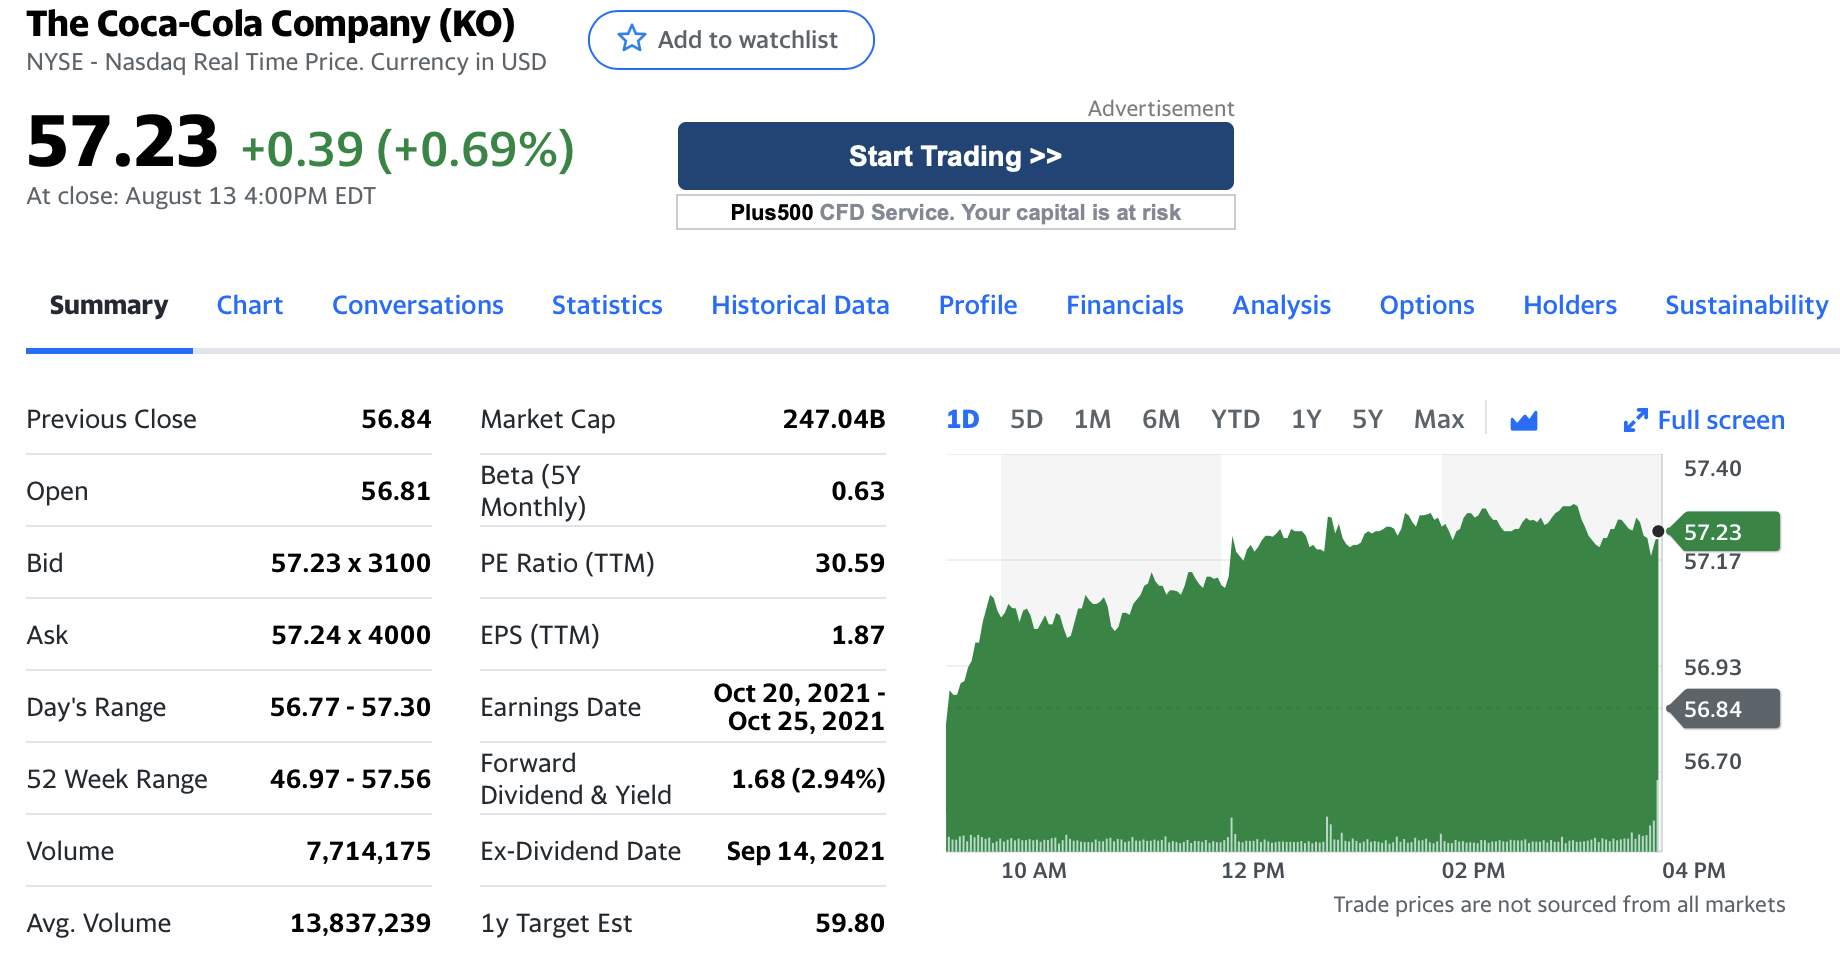 The Coca-Cola Company (KO)
NYSE - Nasdaq Real Time Price. Currency in USD
Add to watchlist
57.23 +0.39 (+0.69%)
At close: August 13 4:00PM EDT
Advertisement
Start Trading >>
Plus500 CFD Service. Your capital is at risk
Summary Chart Conversations Statistics Historical Data Profile Financials Analysis Options Holders Sustainability
Previous Close 56.84
Open 56.81
Bid 57.23 x 3100
Ask 57.24 x 4000
Day's Range 56.77 - 57.30
52 Week Range 46.97 - 57.56
Volume 7,714,175
Avg. Volume 13,837,239
Market Cap 247.04B
Beta (5Y
Monthly) 0.63
PE Ratio (TTM) 30.59
EPS (TTM) 1.87
Earnings Date Oct 20, 2021 -
Oct 25, 2021
Forward
Dividend & Yield 1.68 (2.94%)
Ex-Dividend Date Sep 14, 2021
1y Target Est 59.80
1D 5D 1M 6M YTD 1Y 5Y Max Full screen
57.40
57.23
57.17
56.93
56.84
56.70
10 AM 12 PM 02 PM 04 PM
Trade prices are not sourced from all markets